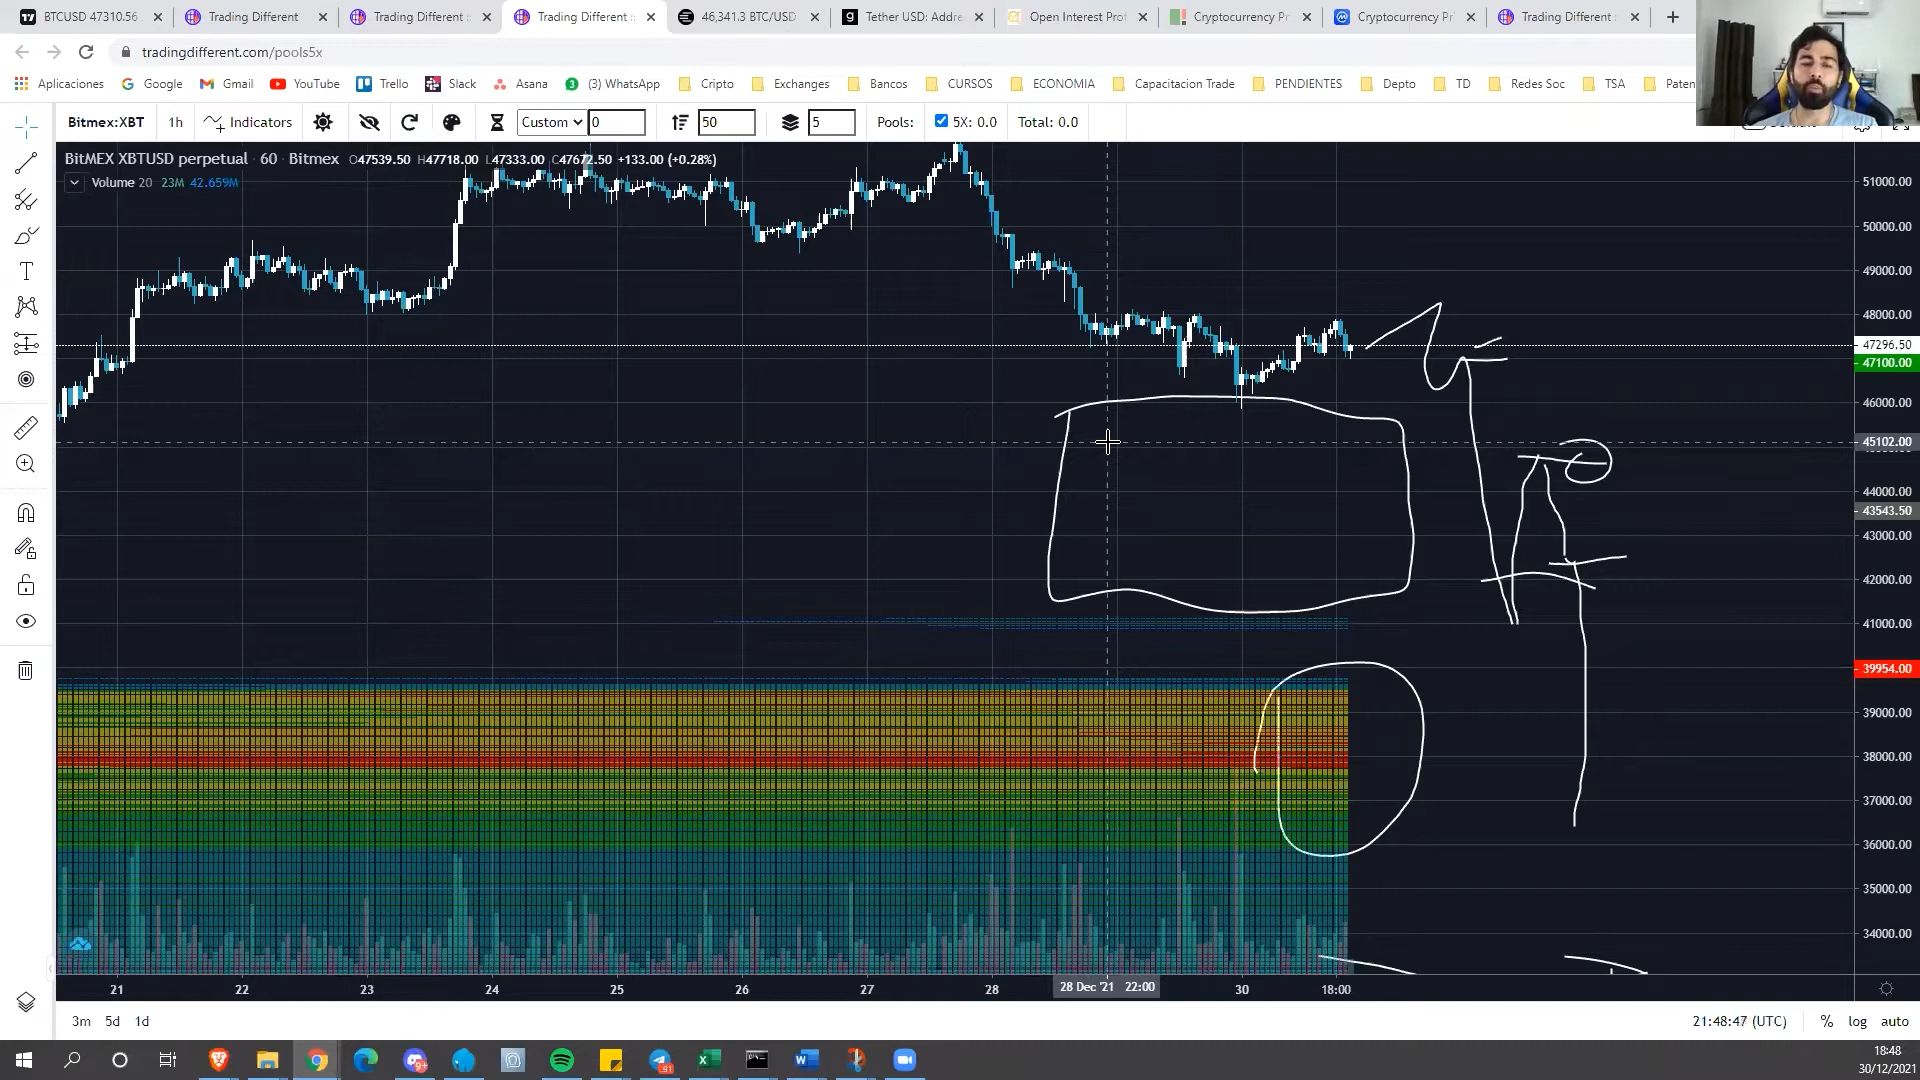 BTCUSD 47310.56
Trading Different
Trading Different :
Trading Different :
46,341.3 BTC/USD
Tether USD: Addre
Open Interest Prof
Cryptocurrency Pr
Cryptocurrency Pr
Trading Different :
tradingdifferent.com/pools5x
Aplicaciones
Google
Gmail
YouTube
Trello
Slack
Asana
(3) WhatsApp
Cripto
Exchanges
Bancos
CURSOS
ECONOMIA
Capacitacion Trade
PENDIENTES
Depto
TD
Redes Soc
TSA
Paten
Bitmex:XBT
1h
Indicators
Custom
0
50
5
Pools:
5X: 0.0
Total: 0.0
BitMEX XBTUSD perpetual · 60 · Bitmex O47539.50 H47718.00 L47333.00 C47672.50 +133.00 (+0.28%)
Volume 20 23M 42.659M
51000.00
50000.00
49000.00
48000.00
47296.50
47100.00
46000.00
45102.00
44000.00
43543.50
43000.00
42000.00
41000.00
39954.00
39000.00
38000.00
37000.00
36000.00
35000.00
34000.00
21
22
23
24
25
26
27
28
28 Dec '21 22:00
30
18:00
3m
5d
1d
21:48:47 (UTC)
%
log
auto
18:48
30/12/2021